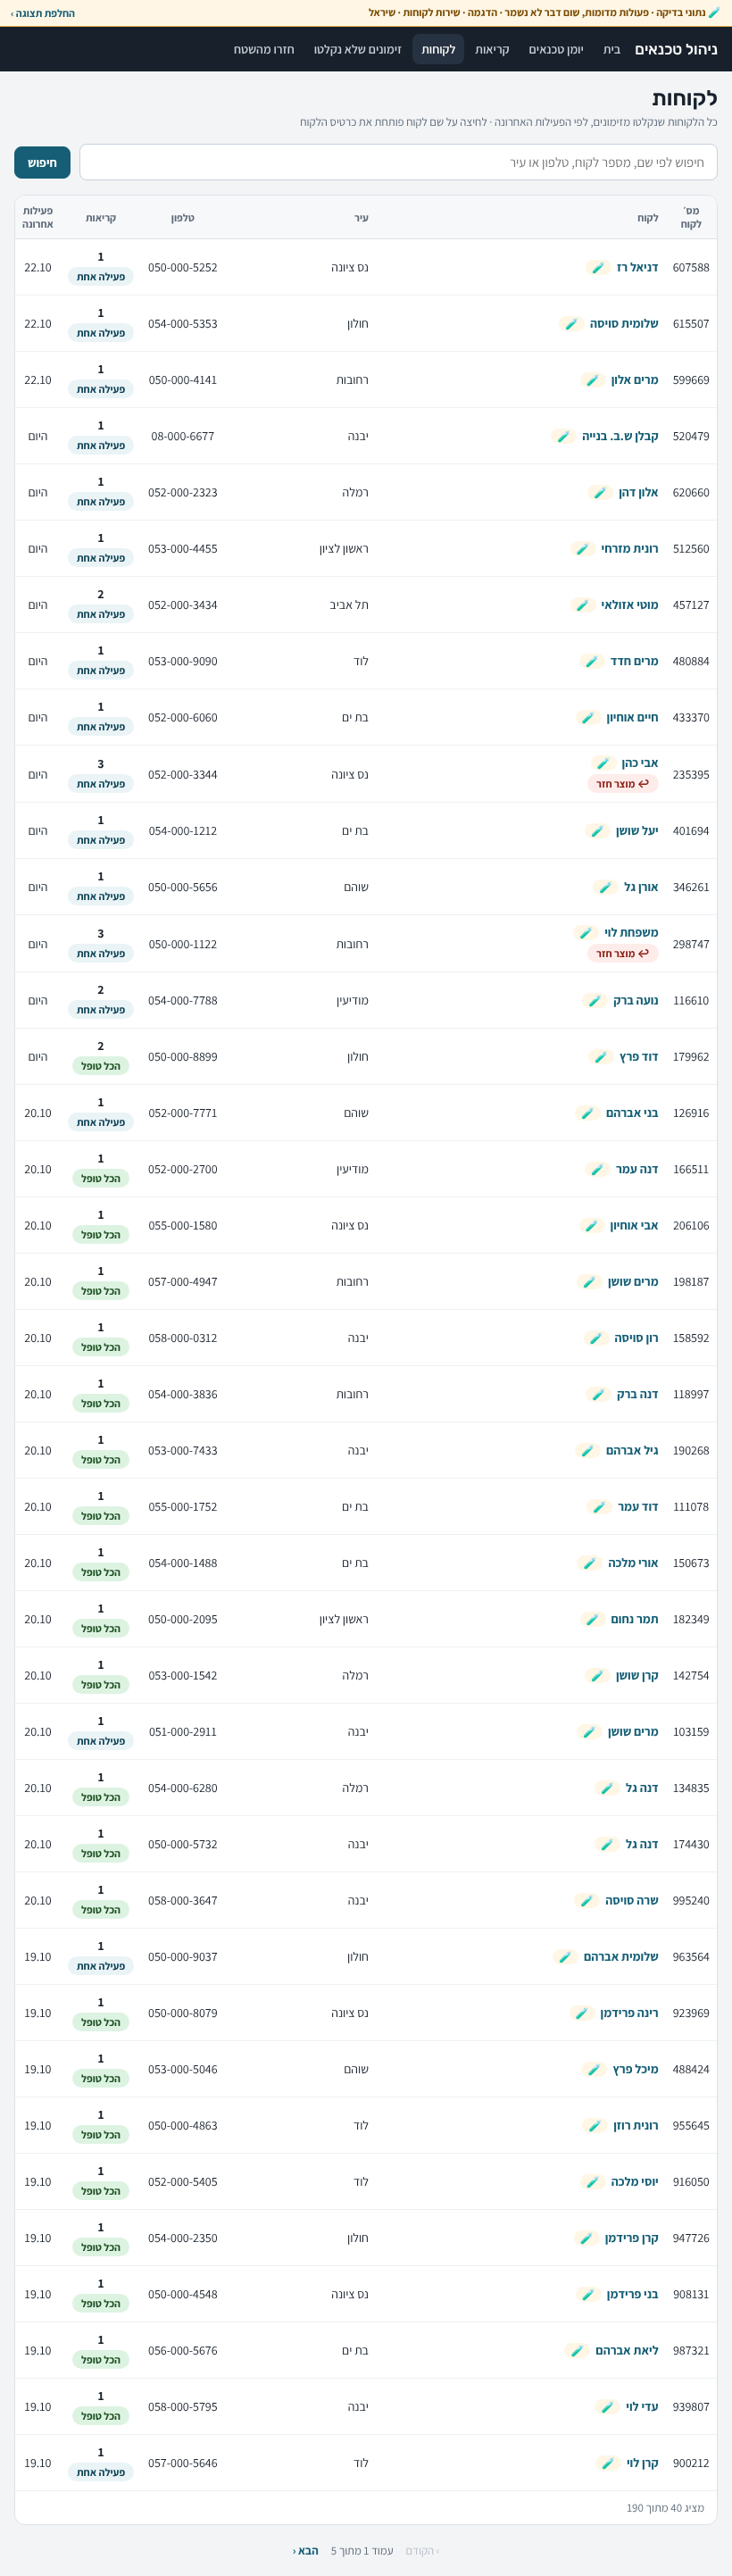 🧪 נתוני בדיקה · פעולות מדומות, שום דבר לא נשמר · הדגמה · שירות לקוחות · שיראל
החלפת תצוגה ›
ניהול טכנאים בית יומן טכנאים קריאות לקוחות זימונים שלא נקלטו חזרו מהשטח
לקוחות
כל הלקוחות שנקלטו מזימונים, לפי הפעילות האחרונה · לחיצה על שם לקוח פותחת את כרטיס הלקוח
חיפוש לפי שם, מספר לקוח, טלפון או עיר חיפוש
מס׳ לקוח לקוח עיר טלפון קריאות פעילות אחרונה
607588 דניאל רז 🧪 נס ציונה 050-000-5252 1 פעילה אחת 22.10
615507 שלומית סויסה 🧪 חולון 054-000-5353 1 פעילה אחת 22.10
599669 מרים אלון 🧪 רחובות 050-000-4141 1 פעילה אחת 22.10
520479 קבלן ש.ב. בנייה 🧪 יבנה 08-000-6677 1 פעילה אחת היום
620660 אלון דהן 🧪 רמלה 052-000-2323 1 פעילה אחת היום
512560 רונית מזרחי 🧪 ראשון לציון 053-000-4455 1 פעילה אחת היום
457127 מוטי אזולאי 🧪 תל אביב 052-000-3434 2 פעילה אחת היום
480884 מרים חדד 🧪 לוד 053-000-9090 1 פעילה אחת היום
433370 חיים אוחיון 🧪 בת ים 052-000-6060 1 פעילה אחת היום
235395 אבי כהן 🧪 ↩ מוצר חזר נס ציונה 052-000-3344 3 פעילה אחת היום
401694 יעל שושן 🧪 בת ים 054-000-1212 1 פעילה אחת היום
346261 אורן גל 🧪 שוהם 050-000-5656 1 פעילה אחת היום
298747 משפחת לוי 🧪 ↩ מוצר חזר רחובות 050-000-1122 3 פעילה אחת היום
116610 נועה ברק 🧪 מודיעין 054-000-7788 2 פעילה אחת היום
179962 דוד פרץ 🧪 חולון 050-000-8899 2 הכל טופל היום
126916 בני אברהם 🧪 שוהם 052-000-7771 1 פעילה אחת 20.10
166511 דנה עמר 🧪 מודיעין 052-000-2700 1 הכל טופל 20.10
206106 אבי אוחיון 🧪 נס ציונה 055-000-1580 1 הכל טופל 20.10
198187 מרים שושן 🧪 רחובות 057-000-4947 1 הכל טופל 20.10
158592 רון סויסה 🧪 יבנה 058-000-0312 1 הכל טופל 20.10
118997 דנה ברק 🧪 רחובות 054-000-3836 1 הכל טופל 20.10
190268 גיל אברהם 🧪 יבנה 053-000-7433 1 הכל טופל 20.10
111078 דוד עמר 🧪 בת ים 055-000-1752 1 הכל טופל 20.10
150673 אורי מלכה 🧪 בת ים 054-000-1488 1 הכל טופל 20.10
182349 תמר נחום 🧪 ראשון לציון 050-000-2095 1 הכל טופל 20.10
142754 קרן שושן 🧪 רמלה 053-000-1542 1 הכל טופל 20.10
103159 מרים שושן 🧪 יבנה 051-000-2911 1 פעילה אחת 20.10
134835 דנה גל 🧪 רמלה 054-000-6280 1 הכל טופל 20.10
174430 דנה גל 🧪 יבנה 050-000-5732 1 הכל טופל 20.10
995240 שרה סויסה 🧪 יבנה 058-000-3647 1 הכל טופל 20.10
963564 שלומית אברהם 🧪 חולון 050-000-9037 1 פעילה אחת 19.10
923969 רינה פרידמן 🧪 נס ציונה 050-000-8079 1 הכל טופל 19.10
488424 מיכל פרץ 🧪 שוהם 053-000-5046 1 הכל טופל 19.10
955645 רונית רוזן 🧪 לוד 050-000-4863 1 הכל טופל 19.10
916050 יוסי מלכה 🧪 לוד 052-000-5405 1 הכל טופל 19.10
947726 קרן פרידמן 🧪 חולון 054-000-2350 1 הכל טופל 19.10
908131 בני פרידמן 🧪 נס ציונה 050-000-4548 1 הכל טופל 19.10
987321 ליאת אברהם 🧪 בת ים 056-000-5676 1 הכל טופל 19.10
939807 עדי לוי 🧪 יבנה 058-000-5795 1 הכל טופל 19.10
900212 קרן לוי 🧪 לוד 057-000-5646 1 פעילה אחת 19.10
מציג 40 מתוך 190
› הקודם עמוד 1 מתוך 5 הבא ‹